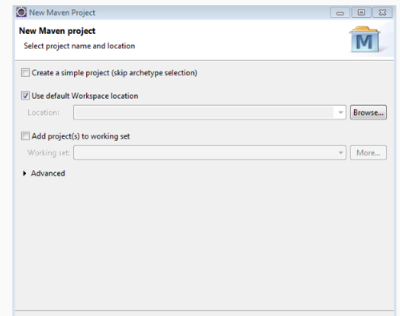 New Maven Project
New Maven project
Select project name and location
M
Create a simple project (skip archetype selection)
Use default Workspace location
Location:
Browse...
Add project(s) to working set
Working set:
More...
Advanced